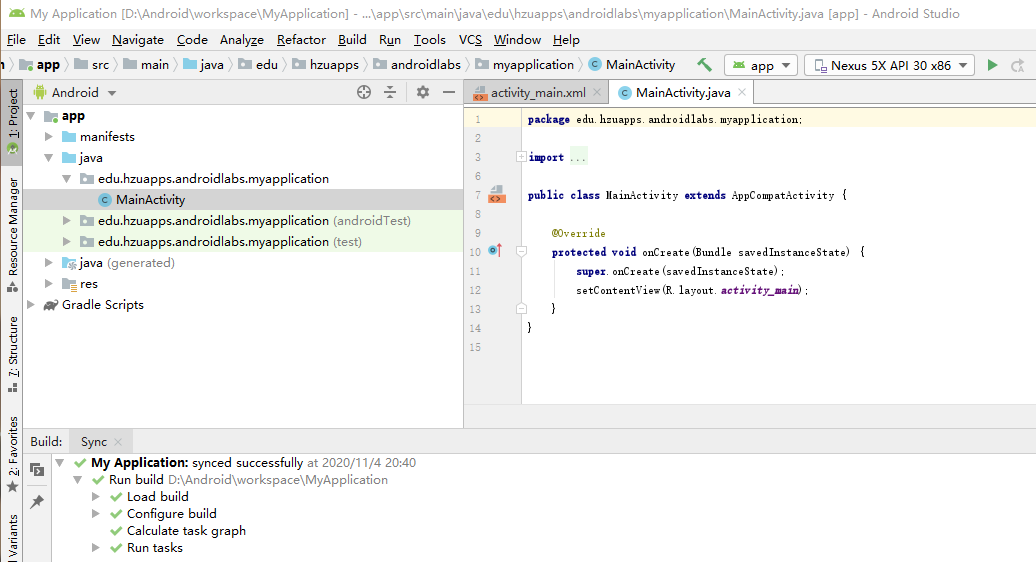 My Application [D:\Android\workspace\MyApplication] - ...\app\src\main\java\edu\hzuapps\androidlabs\myapplication\MainActivity.java [app] - Android Studio
File Edit View Navigate Code Analyze Refactor Build Run Tools VCS Window Help
app src main java edu hzuapps androidlabs myapplication MainActivity app Nexus 5X API 30 x86
1: Project
Resource Manager
7: Structure
2: Favorites
Variants
Android
app
manifests
java
edu.hzuapps.androidlabs.myapplication
MainActivity
edu.hzuapps.androidlabs.myapplication (androidTest)
edu.hzuapps.androidlabs.myapplication (test)
java (generated)
res
Gradle Scripts
activity_main.xml MainActivity.java
1 package edu.hzuapps.androidlabs.myapplication;
2
3 import ...
6
7 public class MainActivity extends AppCompatActivity {
8
9 @Override
10 protected void onCreate(Bundle savedInstanceState) {
11 super.onCreate(savedInstanceState);
12 setContentView(R.layout.activity_main);
13 }
14 }
15
Build: Sync
My Application: synced successfully at 2020/11/4 20:40
Run build D:\Android\workspace\MyApplication
Load build
Configure build
Calculate task graph
Run tasks